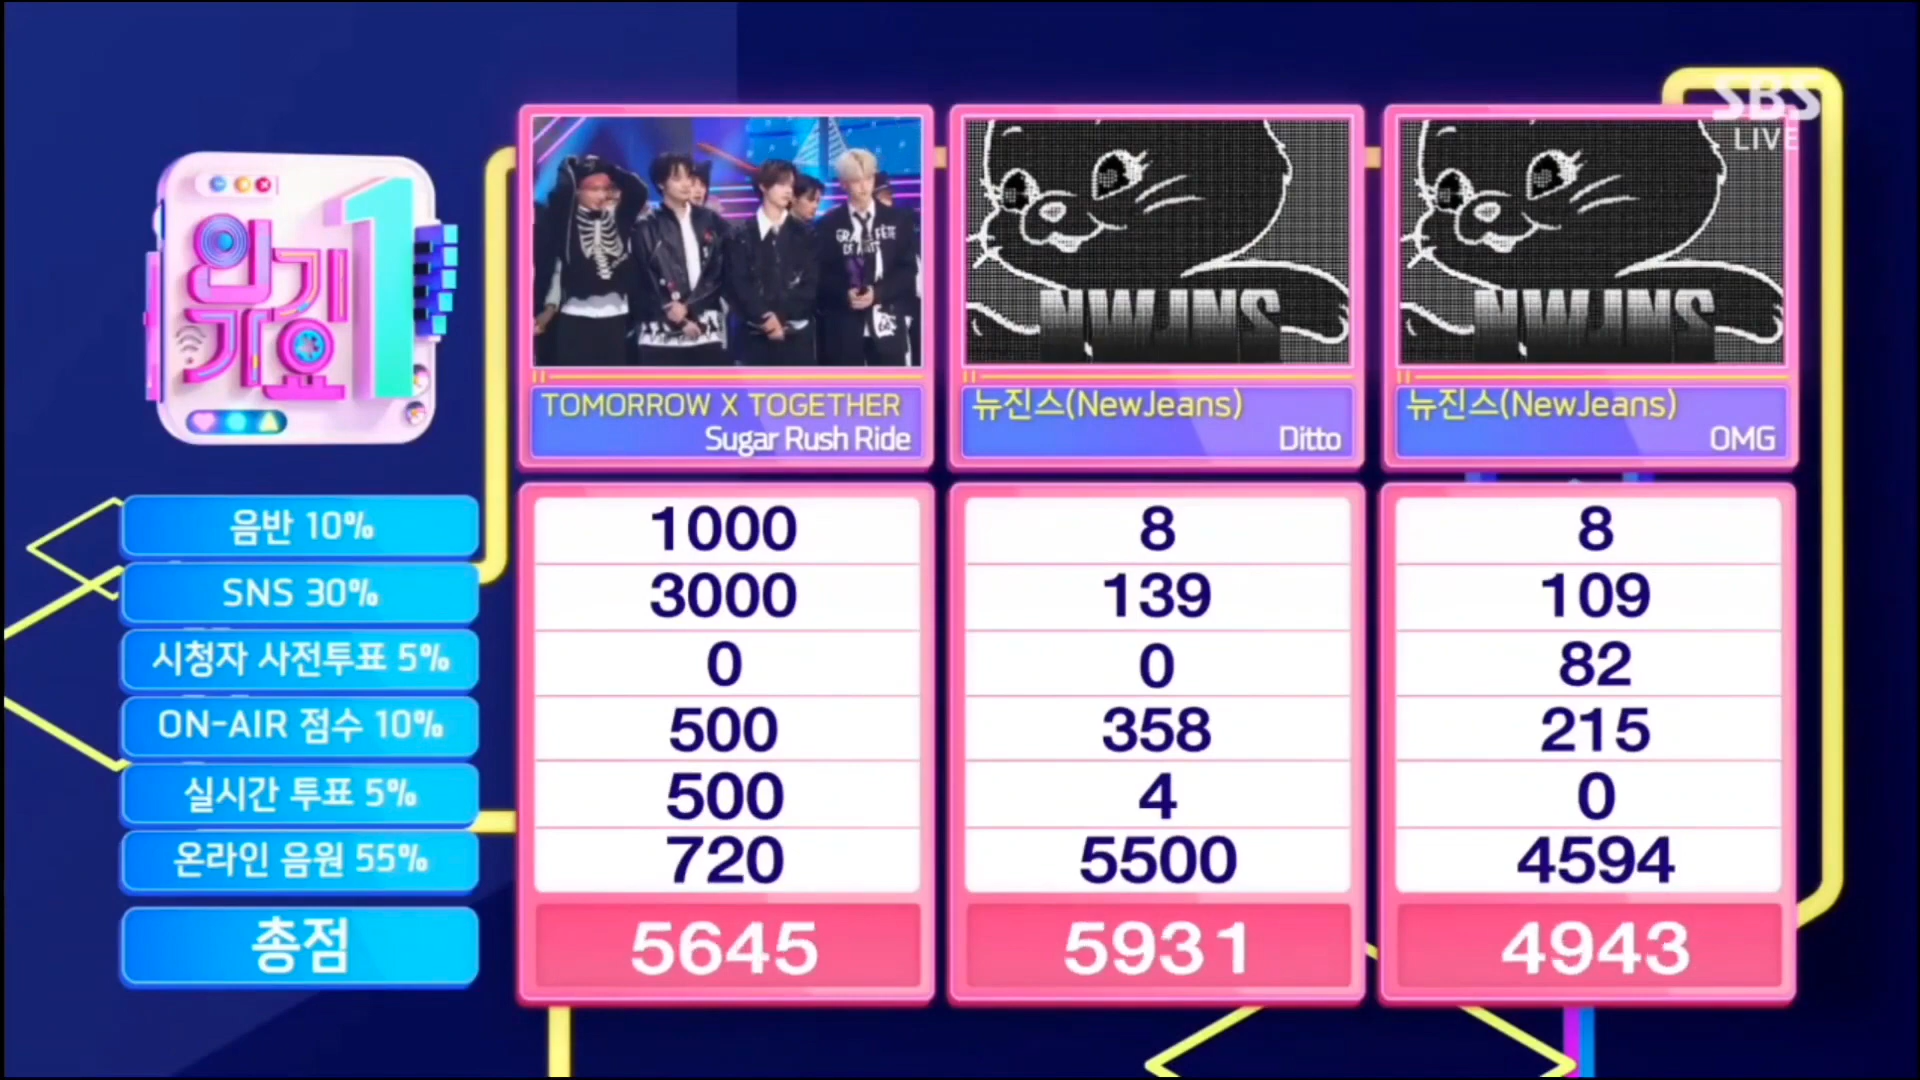 SBS
LIVE
인기가요 1
NWJNS
NWJNS
TOMORROW X TOGETHER
Sugar Rush Ride
뉴진스(NewJeans)
Ditto
뉴진스(NewJeans)
OMG
음반 10% 1000 8 8
SNS 30% 3000 139 109
시청자 사전투표 5% 0 0 82
ON-AIR 점수 10% 500 358 215
실시간 투표 5% 500 4 0
온라인 음원 55% 720 5500 4594
총점 5645 5931 4943